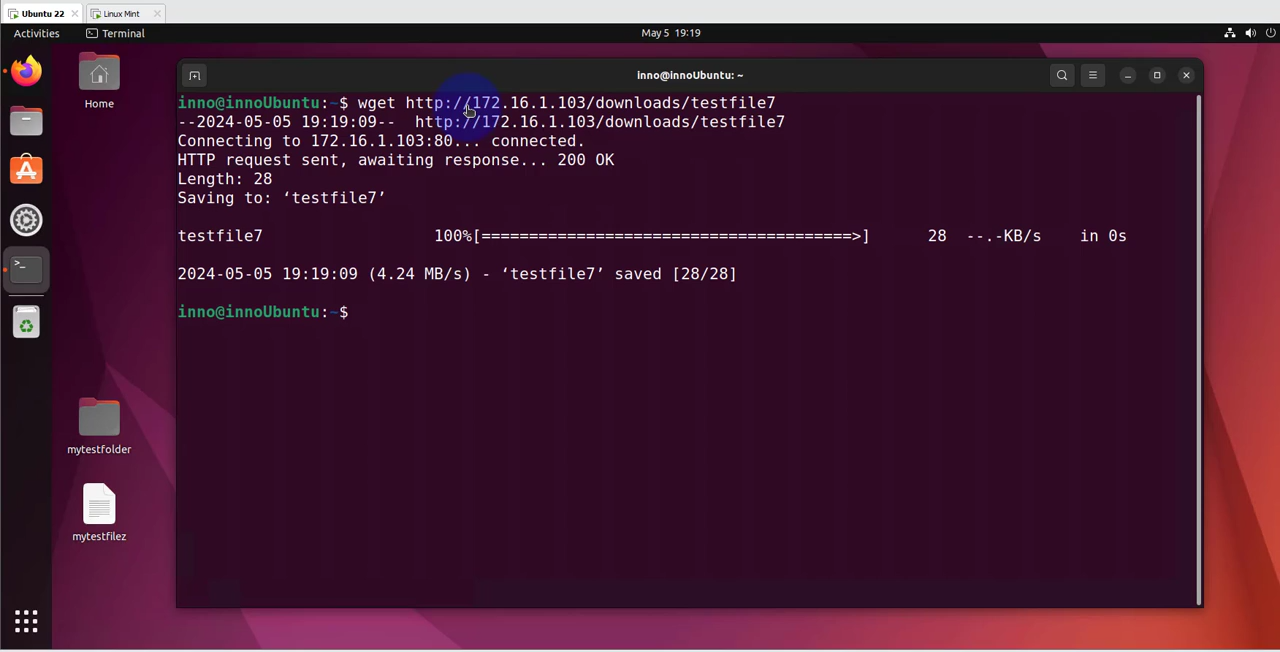 Ubuntu 22
Linux Mint
Activities
Terminal
May 5 19:19
Home
inno@innoUbuntu: ~
inno@innoUbuntu:~$ wget http://172.16.1.103/downloads/testfile7
--2024-05-05 19:19:09--  http://172.16.1.103/downloads/testfile7
Connecting to 172.16.1.103:80... connected.
HTTP request sent, awaiting response... 200 OK
Length: 28
Saving to: ‘testfile7’
testfile7 100%[=======================================>] 28 --.-KB/s in 0s
2024-05-05 19:19:09 (4.24 MB/s) - ‘testfile7’ saved [28/28]
inno@innoUbuntu:~$
mytestfolder
mytestfilez